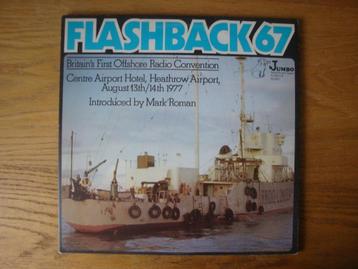 FLASHBACK 67
Britain's First Offshore Radio Convention
Centre Airport Hotel, Heathrow Airport,
August 13th/14th 1977
Introduced by Mark Roman
JUMBO